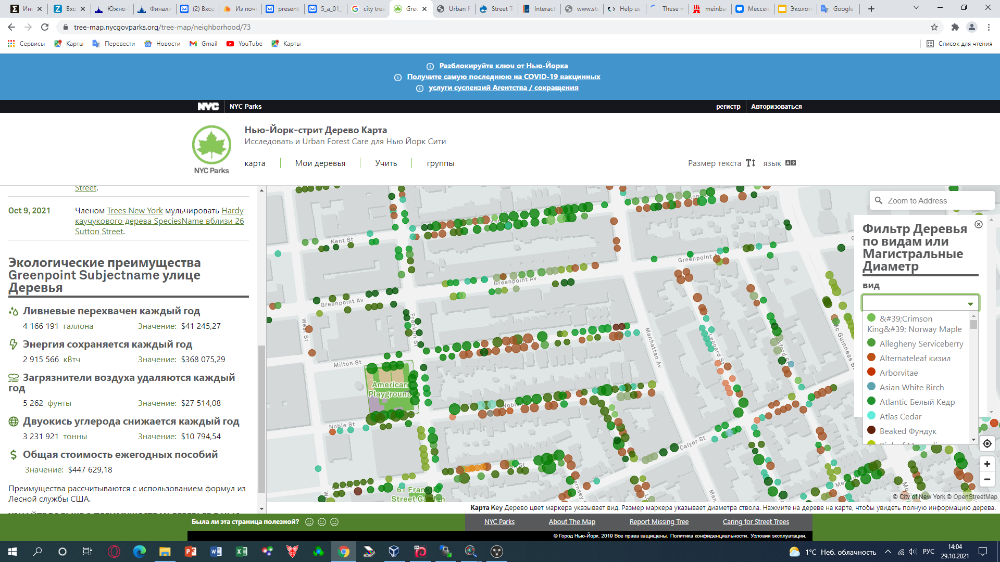 Инс
Вхо
Южно-
Финали
(2) Вход
Из почт
presenta
5_a_01_
city tree
Gree
Urban F
Street Tr
Interact
www.sto
Help us
These m
meinbau
Мессен
Эколог
Google
tree-map.nycgovparks.org/tree-map/neighborhood/73
Сервисы
Карты
Перевести
Новости
Gmail
YouTube
Карты
Список для чтения
Разблокируйте ключ от Нью-Йорка
Получите самую последнюю на COVID-19 вакцинных
услуги суспензий Агентства / сокращения
NYC
NYC Parks
регистр
Авторизоваться
NYC Parks
Нью-Йорк-стрит Дерево Карта
Исследовать и Urban Forest Care для Нью Йорк Сити
карта
Мои деревья
Учить
группы
Размер текста
язык
Street.
Oct 9, 2021
Членом Trees New York мульчировать Hardy
каучукового дерева SpeciesName вблизи 26
Sutton Street.
Экологические преимущества
Greenpoint Subjectname улице
Деревья
Ливневые перехвачен каждый год
4 166 191 галлона
Значение: $41 245,27
Энергия сохраняется каждый год
2 915 566 кВтч
Значение: $368 075,29
Загрязнители воздуха удаляются каждый
год
5 262 фунты
Значение: $27 514,08
Двуокись углерода снижается каждый год
3 231 921 тонны
Значение: $10 794,54
Общая стоимость ежегодных пособий
Значение: $447 629,18
Преимущества рассчитываются с использованием формул из
Лесной службы США.
Kent St
Greenpoint Av
Greenpoint Av
Greenpoint Av
West St
Franklin St
Milton St
American
Playground
Noble St
Noble
Manhattan Av
Leonard St
Mc Guinness B
Calyer St
61 Franklin
Street Garden
Zoom to Address
Фильтр Деревья
по видам или
Магистральные
Диаметр
вид
&#39;Crimson
King&#39; Norway Maple
Allegheny Serviceberry
Alternateleaf кизил
Arborvitae
Asian White Birch
Atlantic Белый Кедр
Atlas Cedar
Beaked Фундук
© City of New York © OpenStreetMap
Карта Key Дерево цвет маркера указывает вид. Размер маркера указывает диаметра ствола. Нажмите на дереве на карте, чтобы увидеть полную информацию дерева.
Была ли эта страница полезной?
NYC Parks
About The Map
Report Missing Tree
Caring for Street Trees
© Город Нью-Йорк. 2019 Все права защищены. Политика конфиденциальности. Условия эксплуатации.
1°C Неб. облачность
РУС
14:04
29.10.2021